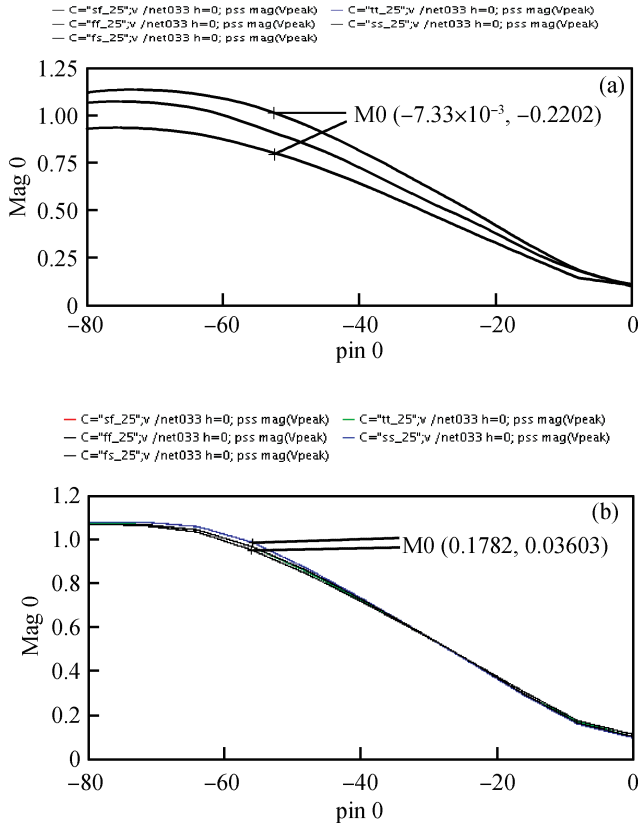 C="sf_25";v /net033 h=0; pss mag(Vpeak) C="tt_25";v /net033 h=0; pss mag(Vpeak)
C="ff_25";v /net033 h=0; pss mag(Vpeak) C="ss_25";v /net033 h=0; pss mag(Vpeak)
C="fs_25";v /net033 h=0; pss mag(Vpeak)
1.25
(a)
1.00
M0 (−7.33×10⁻³, −0.2202)
0.75
Mag 0
0.50
0.25
0
−80 −60 −40 −20 0
pin 0
C="sf_25";v /net033 h=0; pss mag(Vpeak) C="tt_25";v /net033 h=0; pss mag(Vpeak)
C="ff_25";v /net033 h=0; pss mag(Vpeak) C="ss_25";v /net033 h=0; pss mag(Vpeak)
C="fs_25";v /net033 h=0; pss mag(Vpeak)
1.2
(b)
1.0
M0 (0.1782, 0.03603)
0.8
0.6
Mag 0
0.4
0.2
0
−80 −60 −40 −20 0
pin 0